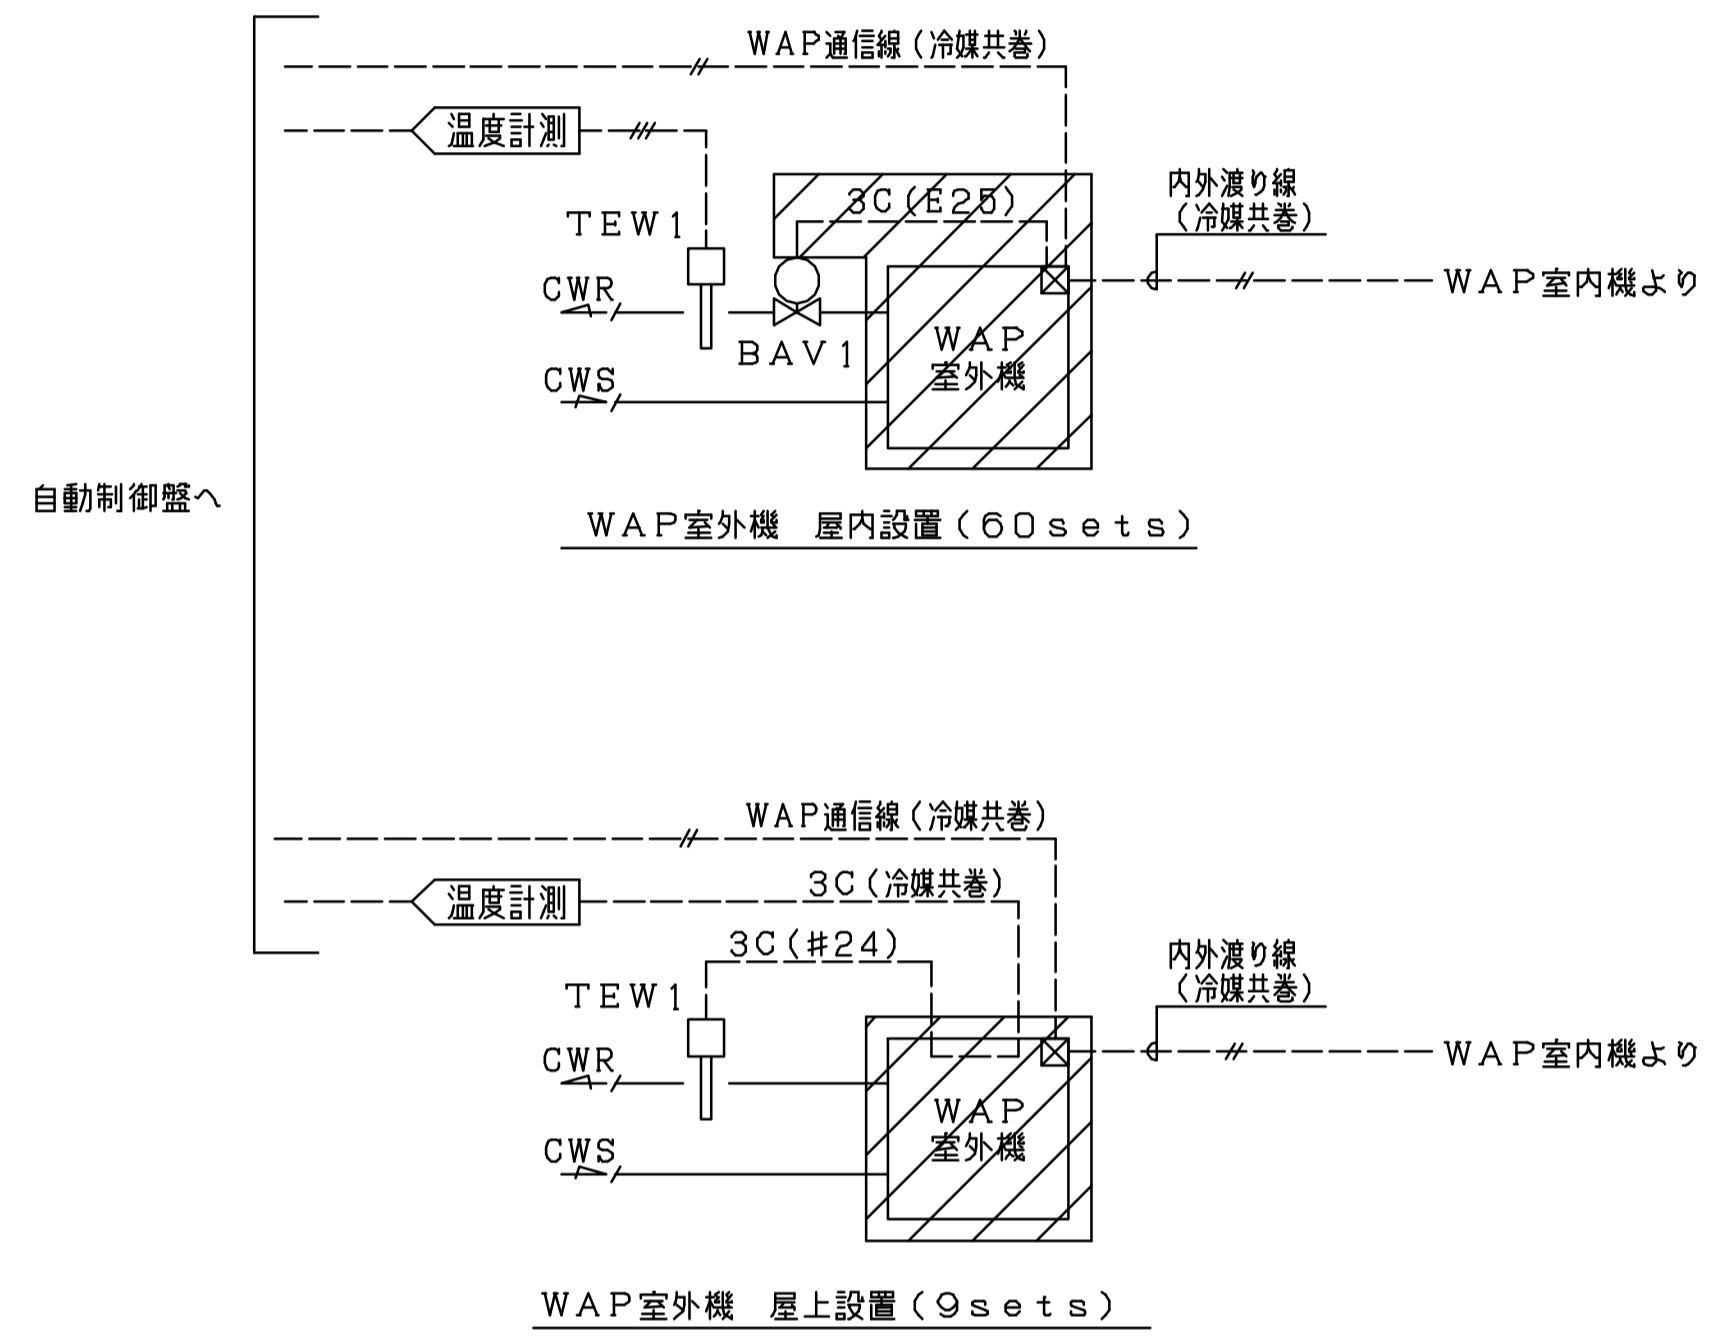 WAP通信線（冷媒共巻）
温度計測
3C（E25）
TEW1
内外渡り線
（冷媒共巻）
CWR
WAP室内機より
BAV1
WAP
室外機
CWS
自動制御盤へ
WAP室外機　屋内設置（60sets）
WAP通信線（冷媒共巻）
3C（冷媒共巻）
温度計測
3C（#24）
内外渡り線
（冷媒共巻）
TEW1
CWR
WAP室内機より
WAP
室外機
CWS
WAP室外機　屋上設置（9sets）